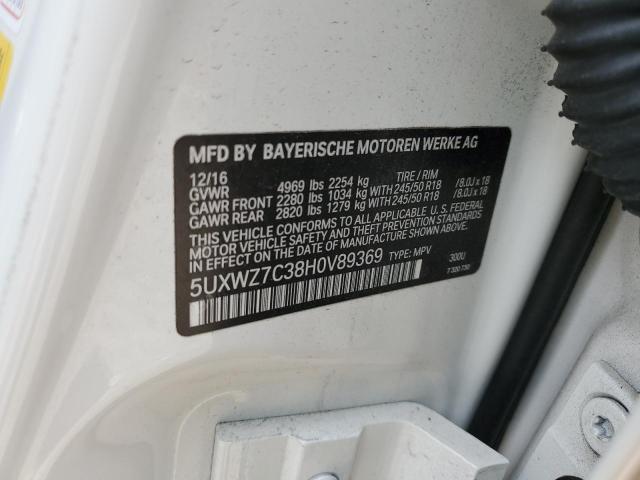 MFD BY BAYERISCHE MOTOREN WERKE AG
12/16 TIRE / RIM
GVWR 4969 lbs 2254 kg
GAWR FRONT 2280 lbs 1034 kg WITH 245/50 R18 /8.0J x 18
GAWR REAR 2820 lbs 1279 kg WITH 245/50 R18 /8.0J x 18
THIS VEHICLE CONFORMS TO ALL APPLICABLE U.S. FEDERAL
MOTOR VEHICLE SAFETY AND THEFT PREVENTION STANDARDS
IN EFFECT ON THE DATE OF MANUFACTURE SHOWN ABOVE.
5UXWZ7C38H0V89369 TYPE: MPV 300U
7 320 730